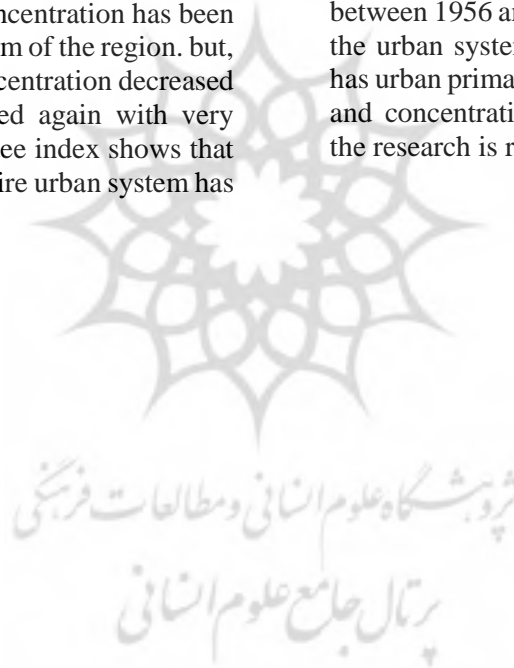 ncentration has been
m of the region. but,
centration decreased
ed again with very
ee index shows that
ire urban system has
between 1956 a
the urban system
has urban prima
and concentrati
the research is r
پژوهشگاه علوم انسانی و مطالعات فرهنگی
پرتال جامع علوم انسانی